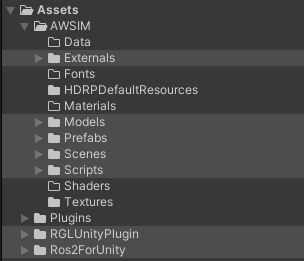 Assets
AWSIM
Data
Externals
Fonts
HDRPDefaultResources
Materials
Models
Prefabs
Scenes
Scripts
Shaders
Textures
Plugins
RGLUnityPlugin
Ros2ForUnity